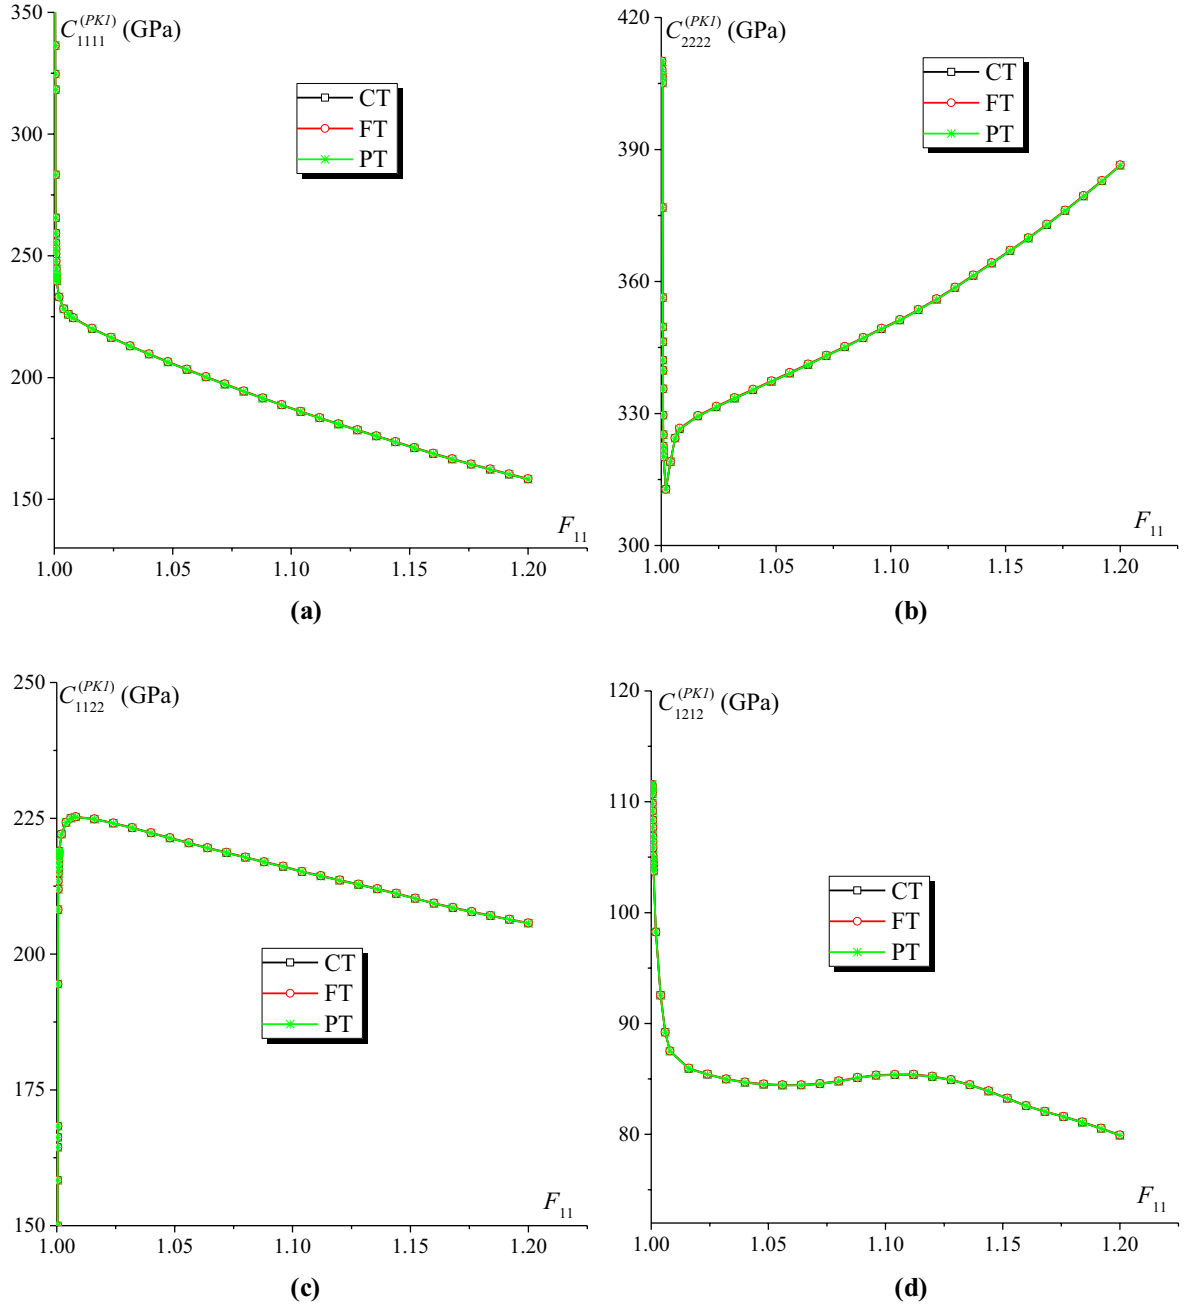 350
C1111(PK1) (GPa)
CT
FT
PT
300
250
200
150
F11
1.00 1.05 1.10 1.15 1.20
(a)
420
C2222(PK1) (GPa)
CT
FT
PT
390
360
330
300
F11
1.00 1.05 1.10 1.15 1.20
(b)
250
C1122(PK1) (GPa)
225
200
CT
FT
PT
175
150
F11
1.00 1.05 1.10 1.15 1.20
(c)
120
C1212(PK1) (GPa)
110
CT
FT
PT
100
90
80
F11
1.00 1.05 1.10 1.15 1.20
(d)